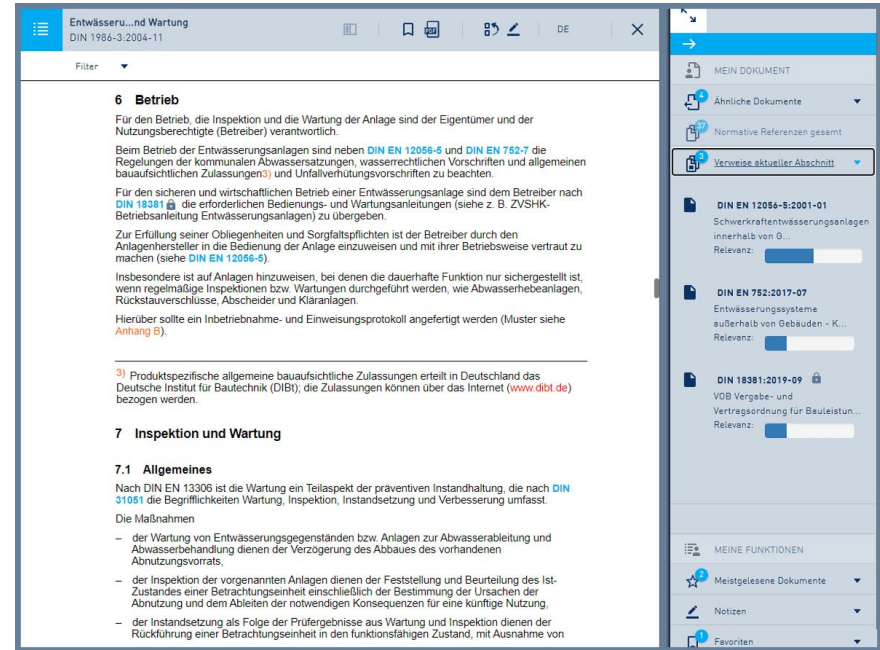 Entwässeru...nd Wartung
DIN 1986-3:2004-11
PDF
DE
Filter
6 Betrieb
Für den Betrieb, die Inspektion und die Wartung der Anlage sind der Eigentümer und der
Nutzungsberechtigte (Betreiber) verantwortlich.
Beim Betrieb der Entwässerungsanlagen sind neben DIN EN 12056-5 und DIN EN 752-7 die
Regelungen der kommunalen Abwassersatzungen, wasserrechtlichen Vorschriften und allgemeinen
bauaufsichtlichen Zulassungen3) und Unfallverhütungsvorschriften zu beachten.
Für den sicheren und wirtschaftlichen Betrieb einer Entwässerungsanlage sind dem Betreiber nach
DIN 18381 die erforderlichen Bedienungs- und Wartungsanleitungen (siehe z. B. ZVSHK-
Betriebsanleitung Entwässerungsanlagen) zu übergeben.
Zur Erfüllung seiner Obliegenheiten und Sorgfaltspflichten ist der Betreiber durch den
Anlagenhersteller in die Bedienung der Anlage einzuweisen und mit ihrer Betriebsweise vertraut zu
machen (siehe DIN EN 12056-5).
Insbesondere ist auf Anlagen hinzuweisen, bei denen die dauerhafte Funktion nur sichergestellt ist,
wenn regelmäßige Inspektionen bzw. Wartungen durchgeführt werden, wie Abwasserhebeanlagen,
Rückstauverschlüsse, Abscheider und Kläranlagen.
Hierüber sollte ein Inbetriebnahme- und Einweisungsprotokoll angefertigt werden (Muster siehe
Anhang B).
3) Produktspezifische allgemeine bauaufsichtliche Zulassungen erteilt in Deutschland das
Deutsche Institut für Bautechnik (DIBt); die Zulassungen können über das Internet (www.dibt.de)
bezogen werden.
7 Inspektion und Wartung
7.1 Allgemeines
Nach DIN EN 13306 ist die Wartung ein Teilaspekt der präventiven Instandhaltung, die nach DIN
31051 die Begrifflichkeiten Wartung, Inspektion, Instandsetzung und Verbesserung umfasst.
Die Maßnahmen
– der Wartung von Entwässerungsgegenständen bzw. Anlagen zur Abwasserableitung und
Abwasserbehandlung dienen der Verzögerung des Abbaues des vorhandenen
Abnutzungsvorrats,
– der Inspektion der vorgenannten Anlagen dienen der Feststellung und Beurteilung des Ist-
Zustandes einer Betrachtungseinheit einschließlich der Bestimmung der Ursachen der
Abnutzung und dem Ableiten der notwendigen Konsequenzen für eine künftige Nutzung,
– der Instandsetzung als Folge der Prüfergebnisse aus Wartung und Inspektion dienen der
Rückführung einer Betrachtungseinheit in den funktionsfähigen Zustand, mit Ausnahme von
MEIN DOKUMENT
4 Ähnliche Dokumente
37 Normative Referenzen gesamt
3 Verweise aktueller Abschnitt
DIN EN 12056-5:2001-01
Schwerkraftentwässerungsanlagen
innerhalb von G...
Relevanz:
DIN EN 752:2017-07
Entwässerungssysteme
außerhalb von Gebäuden - K...
Relevanz:
DIN 18381:2019-09
VOB Vergabe- und
Vertragsordnung für Bauleistun...
Relevanz:
MEINE FUNKTIONEN
2 Meistgelesene Dokumente
Notizen
1 Favoriten